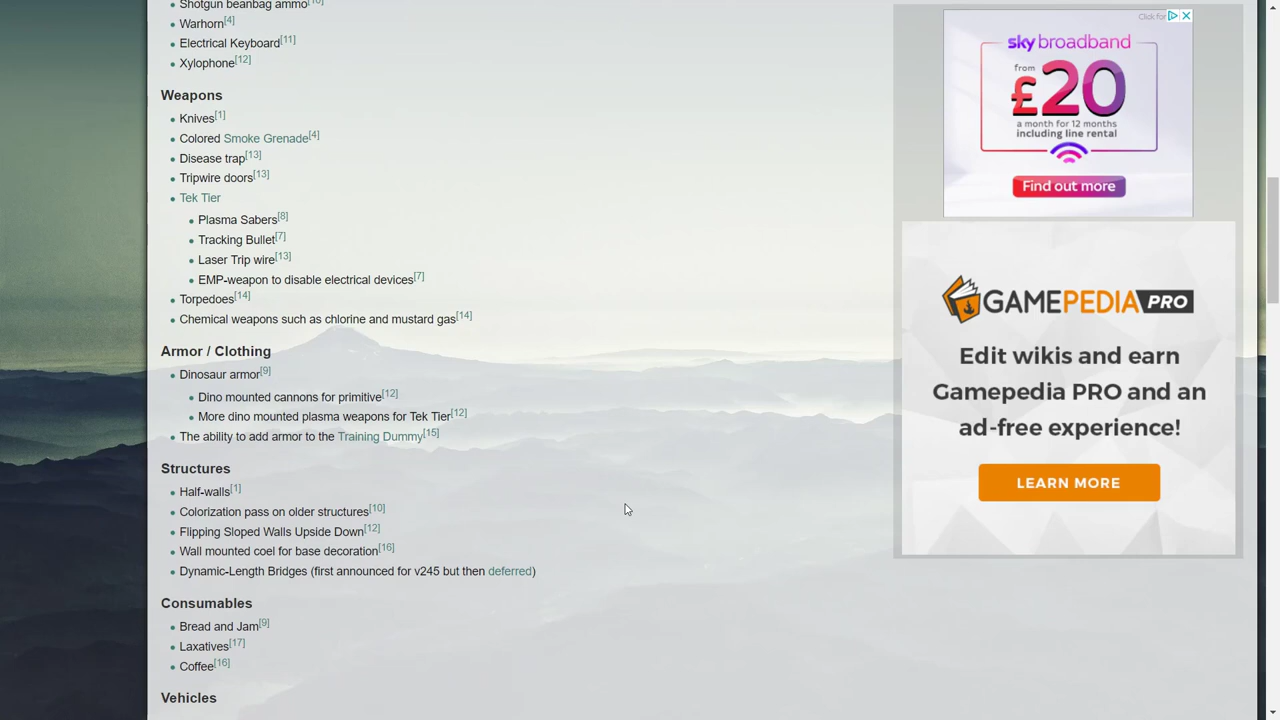 Shotgun beanbag ammo[10]
Warhorn[4]
Electrical Keyboard[11]
Xylophone[12]
Weapons
Knives[1]
Colored Smoke Grenade[4]
Disease trap[13]
Tripwire doors[13]
Tek Tier
Plasma Sabers[8]
Tracking Bullet[7]
Laser Trip wire[13]
EMP-weapon to disable electrical devices[7]
Torpedoes[14]
Chemical weapons such as chlorine and mustard gas[14]
Armor / Clothing
Dinosaur armor[9]
Dino mounted cannons for primitive[12]
More dino mounted plasma weapons for Tek Tier[12]
The ability to add armor to the Training Dummy[15]
Structures
Half-walls[1]
Colorization pass on older structures[10]
Flipping Sloped Walls Upside Down[12]
Wall mounted coel for base decoration[16]
Dynamic-Length Bridges (first announced for v245 but then deferred)
Consumables
Bread and Jam[9]
Laxatives[17]
Coffee[16]
Vehicles
Click for
sky broadband
from
£20
a month for 12 months
including line rental
Find out more
GAMEPEDIA PRO
Edit wikis and earn
Gamepedia PRO and an
ad-free experience!
LEARN MORE